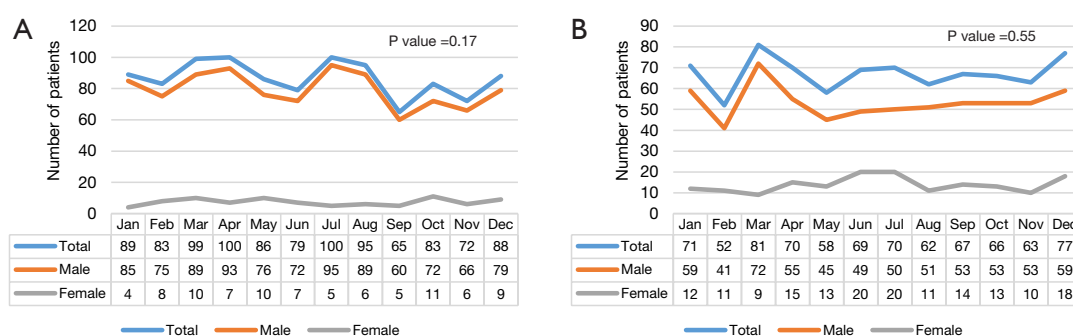 A
P value =0.17
Number of patients
120
100
80
60
40
20
0
Jan Feb Mar Apr May Jun Jul Aug Sep Oct Nov Dec
Total 89 83 99 100 86 79 100 95 65 83 72 88
Male 85 75 89 93 76 72 95 89 60 72 66 79
Female 4 8 10 7 10 7 5 6 5 11 6 9
Total Male Female
B
P value =0.55
Number of patients
90
80
70
60
50
40
30
20
10
0
Jan Feb Mar Apr May Jun Jul Aug Sep Oct Nov Dec
Total 71 52 81 70 58 69 70 62 67 66 63 77
Male 59 41 72 55 45 49 50 51 53 53 53 59
Female 12 11 9 15 13 20 20 11 14 13 10 18
Total Male Female